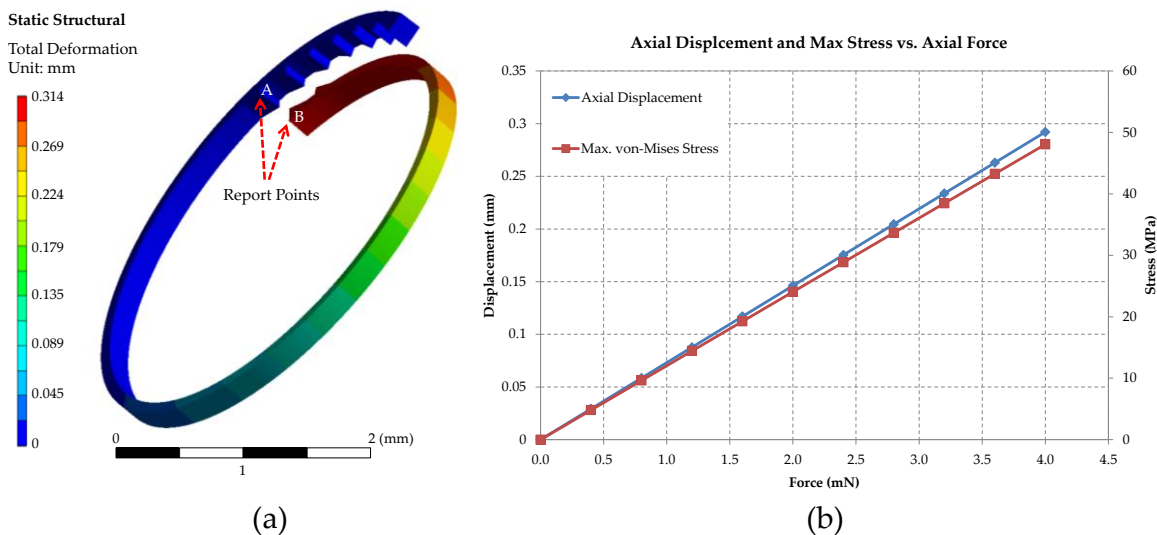 Static Structural
Total Deformation
Unit: mm
0.314
0.269
0.224
0.179
0.135
0.089
0.045
0
A
B
Report Points
0
2 (mm)
1
(a)
Axial Displcement and Max Stress vs. Axial Force
Axial Displacement
Max. von-Mises Stress
Displacement (mm)
0.35
0.3
0.25
0.2
0.15
0.1
0.05
0
60
50
40
30
20
10
0
Stress (MPa)
0.0
0.5
1.0
1.5
2.0
2.5
3.0
3.5
4.0
4.5
Force (mN)
(b)